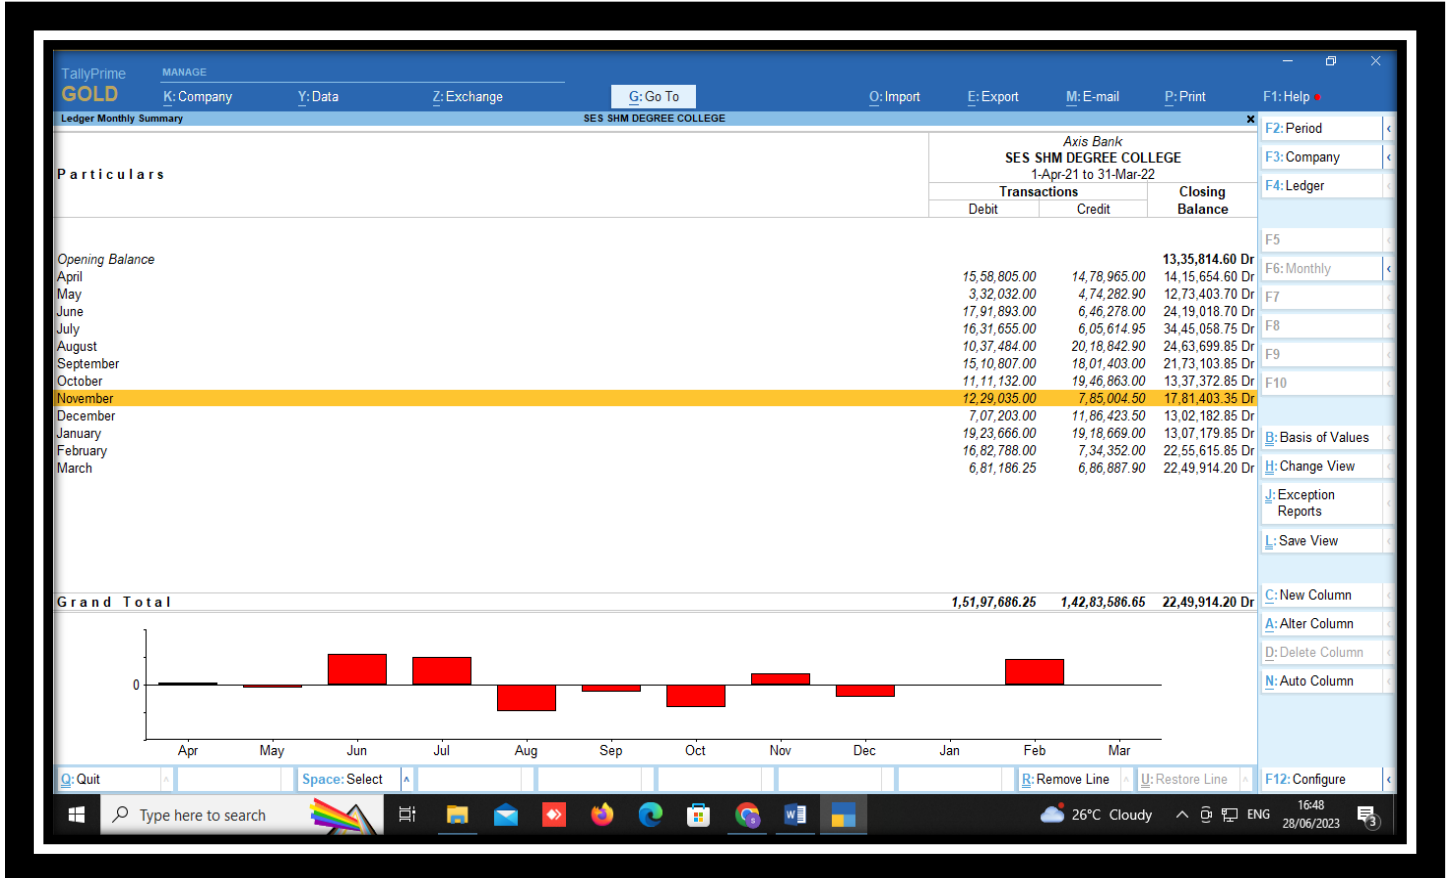 TallyPrime
GOLD
MANAGE
K: Company
Y: Data
Z: Exchange
G: Go To
O: Import
E: Export
M: E-mail
P: Print
F1: Help
Ledger Monthly Summary SES SHM DEGREE COLLEGE x
Particulars
Axis Bank
SES SHM DEGREE COLLEGE
1-Apr-21 to 31-Mar-22
Transactions Closing
Debit Credit Balance
Opening Balance 13,35,814.60 Dr
April 15,58,805.00 14,78,965.00 14,15,654.60 Dr
May 3,32,032.00 4,74,282.90 12,73,403.70 Dr
June 17,91,893.00 6,46,278.00 24,19,018.70 Dr
July 16,31,655.00 6,05,614.95 34,45,058.75 Dr
August 10,37,484.00 20,18,842.90 24,63,699.85 Dr
September 15,10,807.00 18,01,403.00 21,73,103.85 Dr
October 11,11,132.00 19,46,863.00 13,37,372.85 Dr
November 12,29,035.00 7,85,004.50 17,81,403.35 Dr
December 7,07,203.00 11,86,423.50 13,02,182.85 Dr
January 19,23,666.00 19,18,669.00 13,07,179.85 Dr
February 16,82,788.00 7,34,352.00 22,55,615.85 Dr
March 6,81,186.25 6,86,887.90 22,49,914.20 Dr
Grand Total 1,51,97,686.25 1,42,83,586.65 22,49,914.20 Dr
0
Apr May Jun Jul Aug Sep Oct Nov Dec Jan Feb Mar
F2: Period
F3: Company
F4: Ledger
F5
F6: Monthly
F7
F8
F9
F10
B: Basis of Values
H: Change View
J: Exception
Reports
L: Save View
C: New Column
A: Alter Column
D: Delete Column
N: Auto Column
Q: Quit
Space: Select
R: Remove Line
U: Restore Line
F12: Configure
Type here to search
26°C Cloudy
ENG
16:48
28/06/2023
3